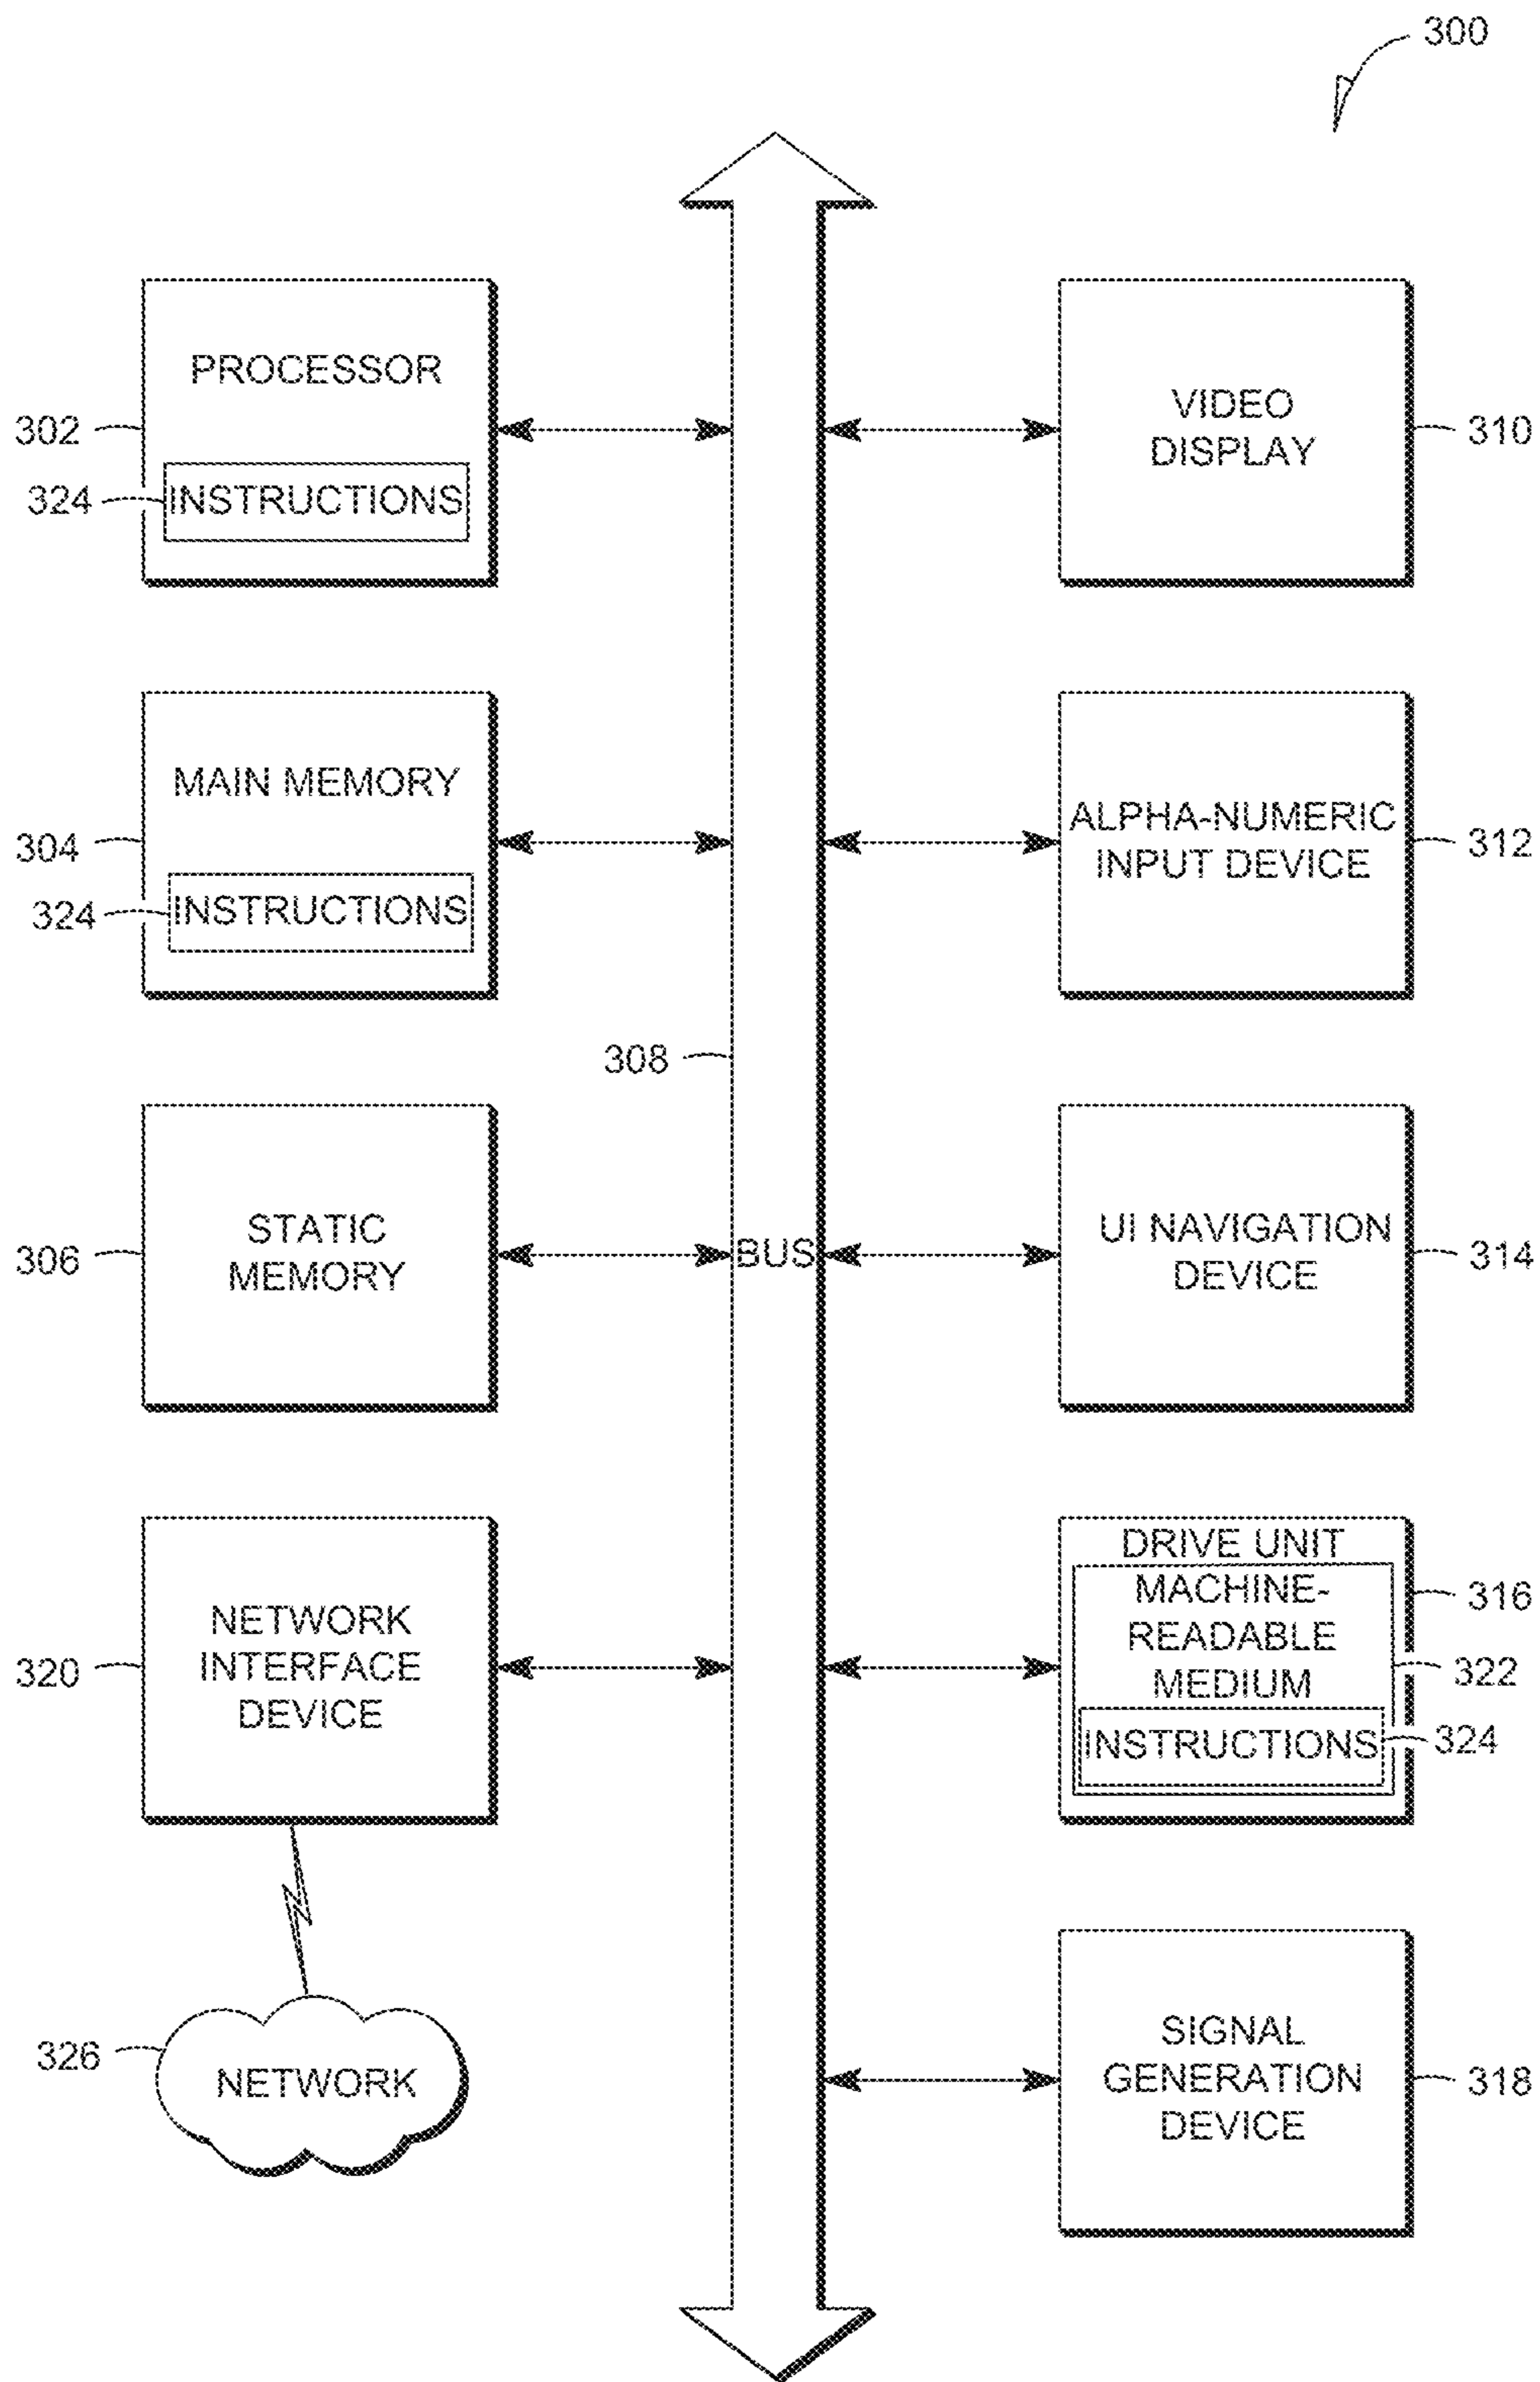 300
PROCESSOR
302
324
INSTRUCTIONS
VIDEO
DISPLAY
310
MAIN MEMORY
304
324
INSTRUCTIONS
ALPHA-NUMERIC
INPUT DEVICE
312
308
STATIC
MEMORY
306
BUS
UI NAVIGATION
DEVICE
314
NETWORK
INTERFACE
DEVICE
320
DRIVE UNIT
316
MACHINE-
READABLE
MEDIUM
322
INSTRUCTIONS
324
326
NETWORK
SIGNAL
GENERATION
DEVICE
318